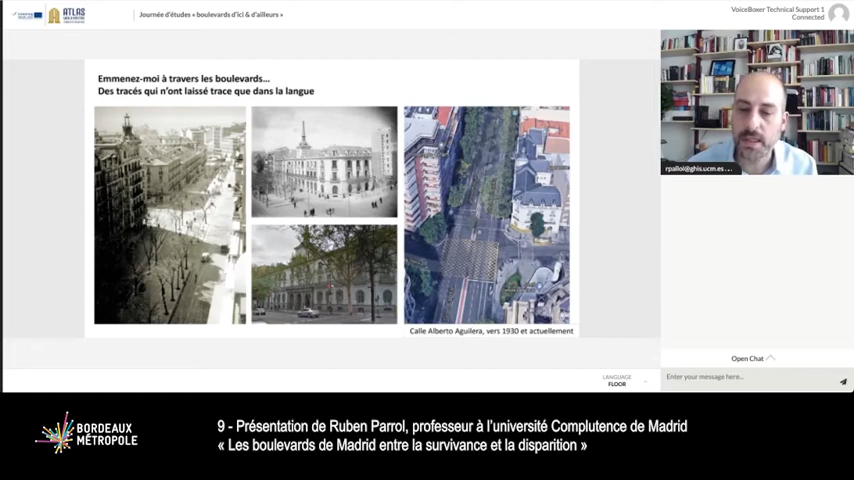 ATLAS
Journée d'études « boulevards d'ici & d'ailleurs »
VoiceBoxer Technical Support 1
Connected
Emmenez-moi à travers les boulevards...
Des tracés qui n'ont laissé trace que dans la langue
rpallol@ghis.ucm.es ...
Calle Alberto Aguilera, vers 1930 et actuellement
Open Chat
LANGUAGE
FLOOR
Enter your message here...
BORDEAUX
MÉTROPOLE
9 - Présentation de Ruben Parrol, professeur à l'université Complutence de Madrid
« Les boulevards de Madrid entre la survivance et la disparition »